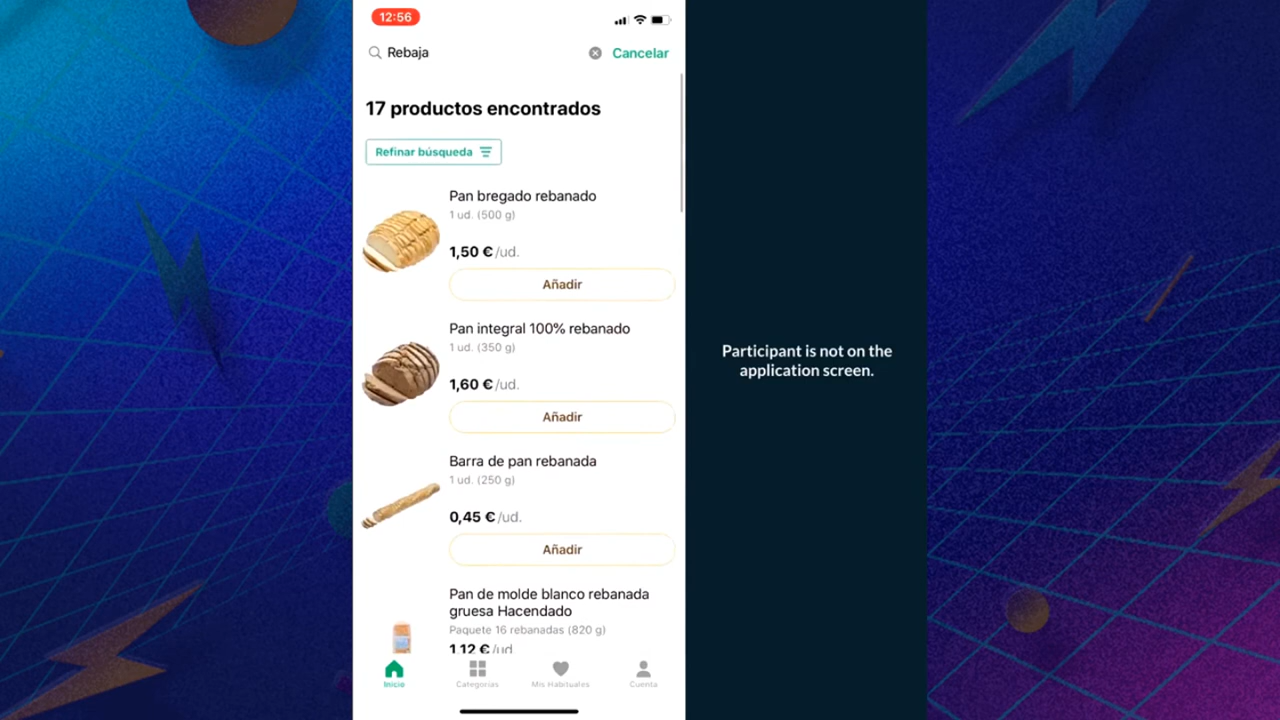 12:56
Rebaja
Cancelar
17 productos encontrados
Refinar búsqueda
Pan bregado rebanado
1 ud. (500 g)
1,50 €/ud.
Añadir
Pan integral 100% rebanado
1 ud. (350 g)
1,60 €/ud.
Añadir
Barra de pan rebanada
1 ud. (250 g)
0,45 €/ud.
Añadir
Pan de molde blanco rebanada
gruesa Hacendado
Paquete 16 rebanadas (820 g)
1,12 €/ud.
Inicio
Categorías
Mis Habituales
Cuenta
Participant is not on the
application screen.